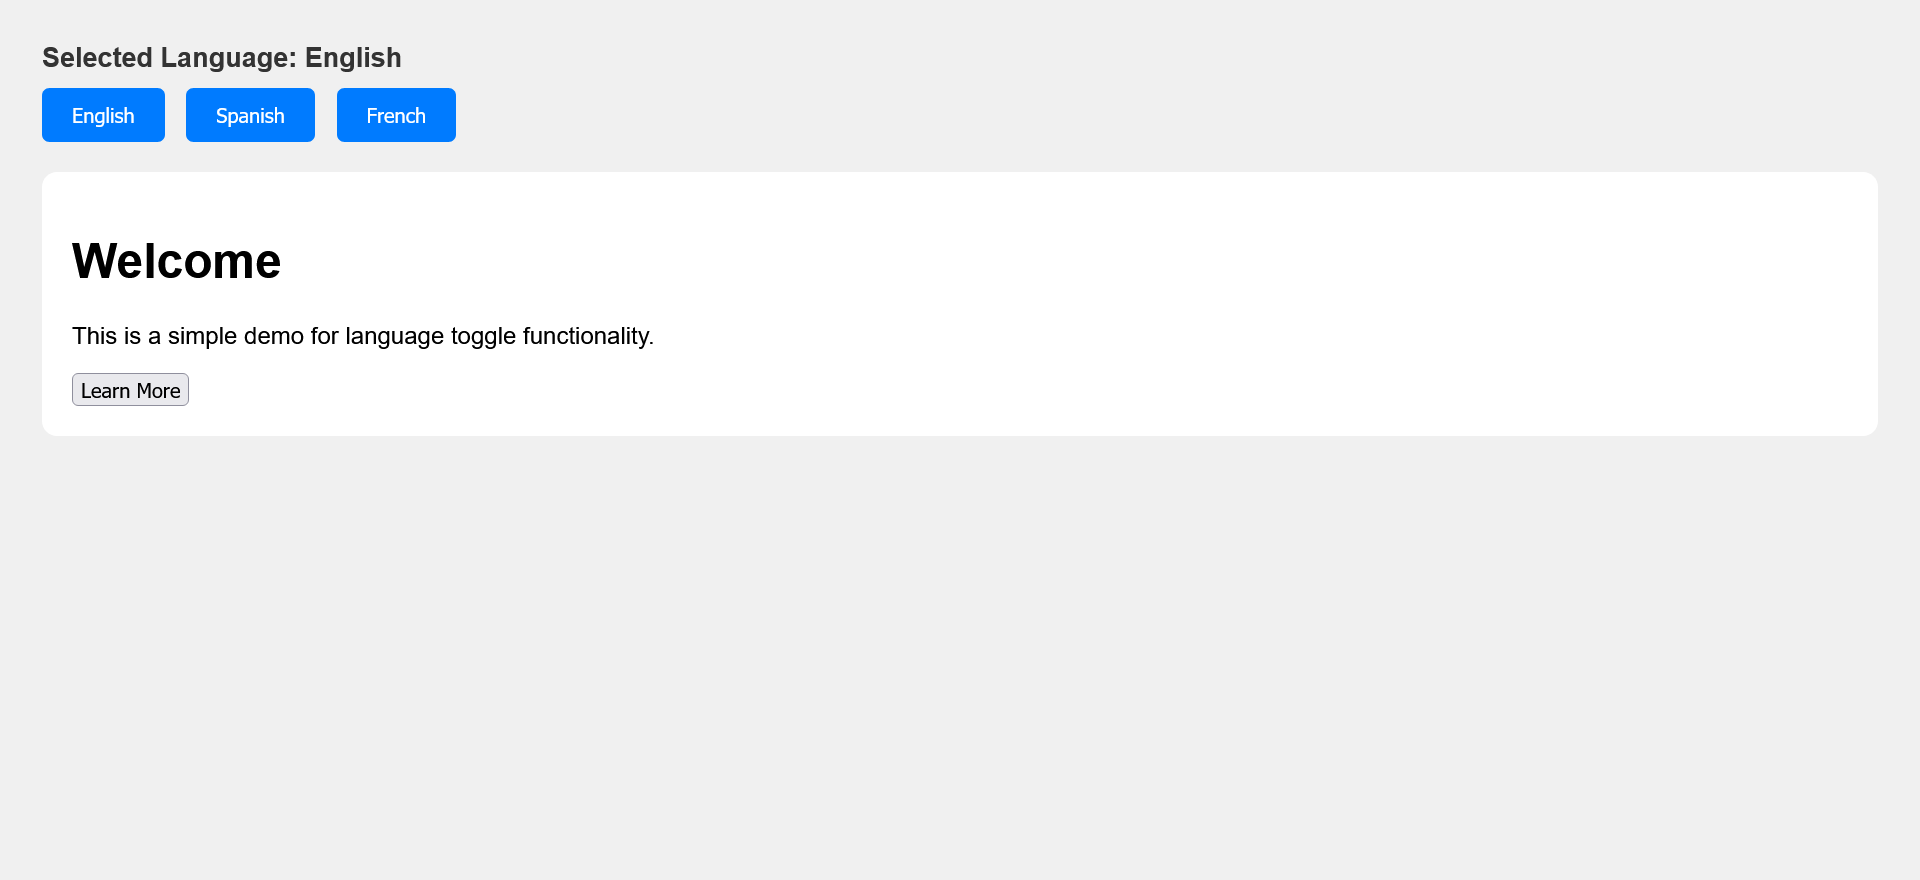 Selected Language: English
English Spanish French
Welcome
This is a simple demo for language toggle functionality.
Learn More